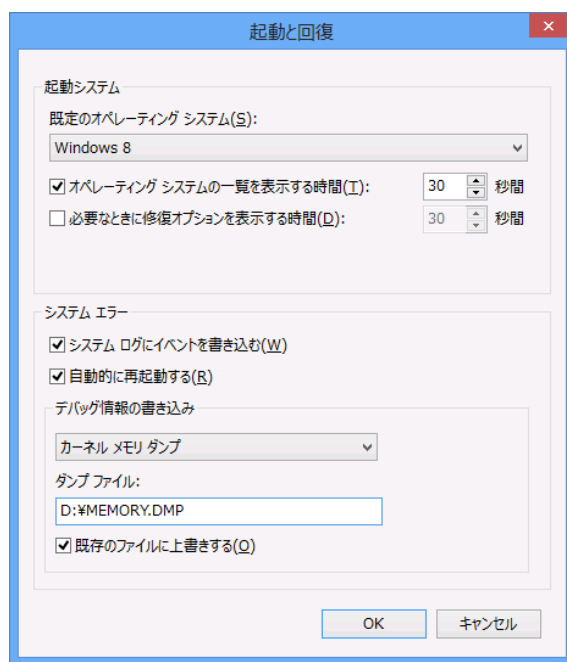 起動と回復
起動システム
既定のオペレーティング システム(S):
Windows 8
オペレーティング システムの一覧を表示する時間(T): 30 秒間
必要なときに修復オプションを表示する時間(D): 30 秒間
システム エラー
システム ログにイベントを書き込む(W)
自動的に再起動する(R)
デバッグ情報の書き込み
カーネル メモリ ダンプ
ダンプ ファイル:
D:¥MEMORY.DMP
既存のファイルに上書きする(O)
OK キャンセル